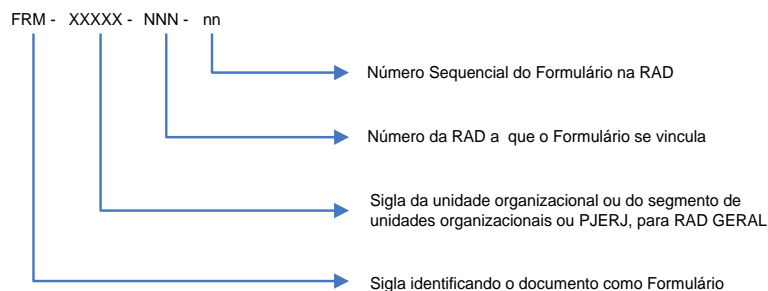 FRM - XXXXX - NNN - nn
Número Sequencial do Formulário na RAD
Número da RAD a que o Formulário se vincula
Sigla da unidade organizacional ou do segmento de
unidades organizacionais ou PJERJ, para RAD GERAL
Sigla identificando o documento como Formulário